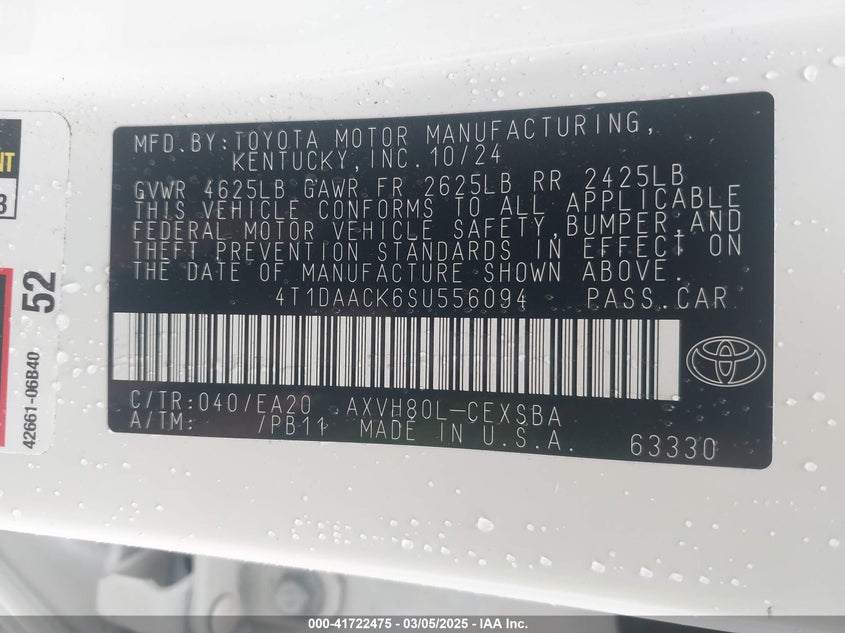 MFD.BY:TOYOTA MOTOR MANUFACTURING,
KENTUCKY,INC.10/24
GVWR 4625LB GAWR FR 2625LB RR 2425LB
THIS VEHICLE CONFORMS TO ALL APPLICABLE
FEDERAL MOTOR VEHICLE SAFETY,BUMPER,AND
THEFT PREVENTION STANDARDS IN EFFECT ON
THE DATE OF MANUFACTURE SHOWN ABOVE.
4T1DAACK6SU556094 PASS.CAR
C/TR:040/EA20 AXVH80L-CEXSBA
A/TM: /PB11 MADE IN U.S.A. 63330
52
42661-06B40
000-41722475 - 03/05/2025 - IAA Inc.